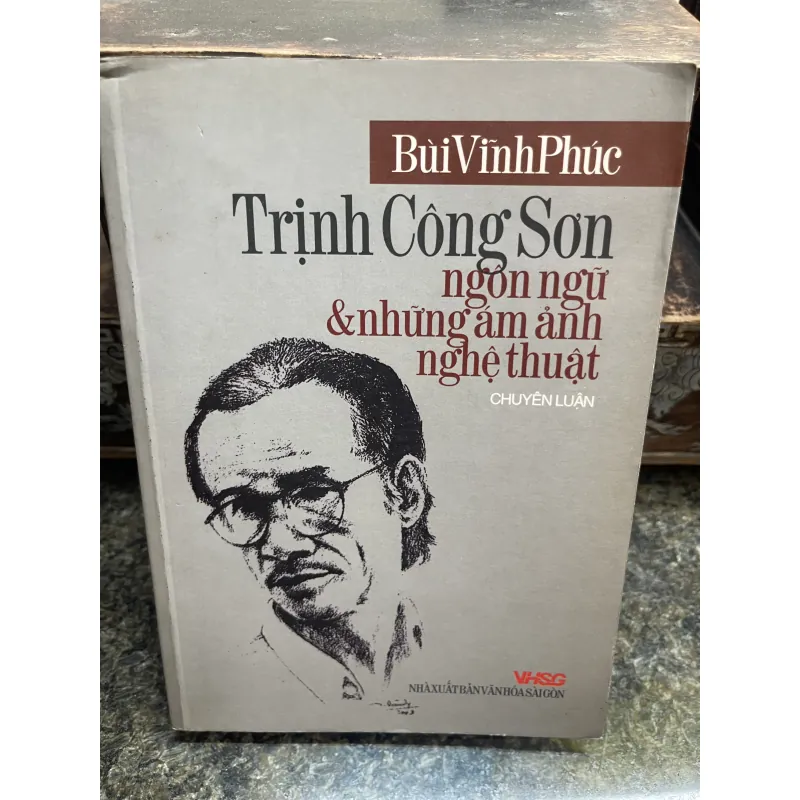 Bùi Vĩnh Phúc
Trịnh Công Sơn
ngôn ngữ
& những ám ảnh
nghệ thuật
CHUYÊN LUẬN
VHSG
NHÀ XUẤT BẢN VĂN HÓA SÀI GÒN